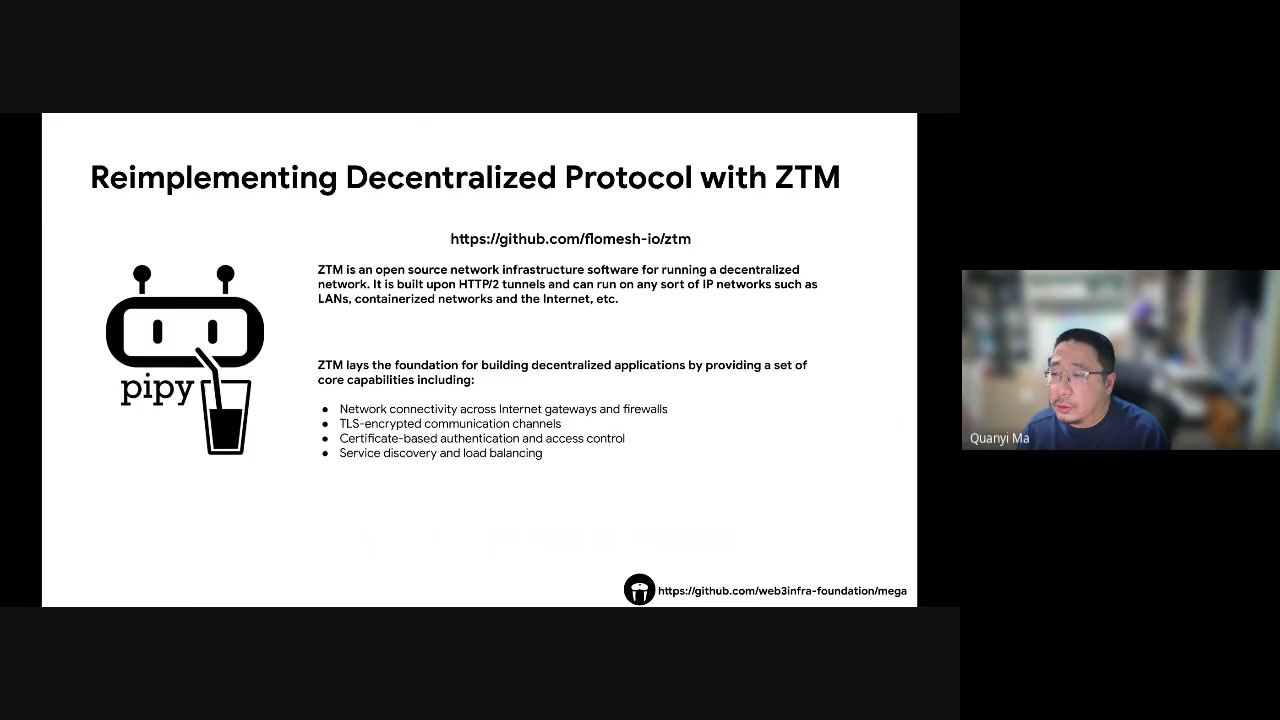 Reimplementing Decentralized Protocol with ZTM
https://github.com/flomesh-io/ztm
ZTM is an open source network infrastructure software for running a decentralized
network. It is built upon HTTP/2 tunnels and can run on any sort of IP networks such as
LANs, containerized networks and the Internet, etc.
pipy
ZTM lays the foundation for building decentralized applications by providing a set of
core capabilities including:
● Network connectivity across Internet gateways and firewalls
● TLS-encrypted communication channels
● Certificate-based authentication and access control
● Service discovery and load balancing
https://github.com/web3infra-foundation/mega
Quanyi Ma